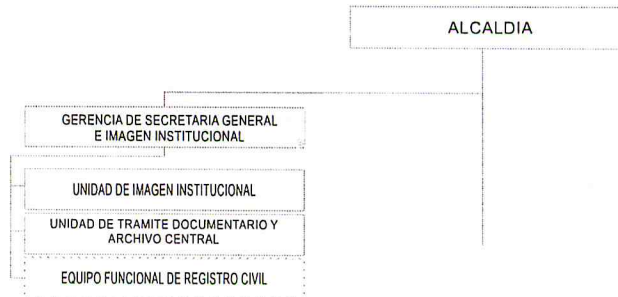 ALCALDIA
GERENCIA DE SECRETARIA GENERAL
E IMAGEN INSTITUCIONAL
UNIDAD DE IMAGEN INSTITUCIONAL
UNIDAD DE TRAMITE DOCUMENTARIO Y
ARCHIVO CENTRAL
EQUIPO FUNCIONAL DE REGISTRO CIVIL